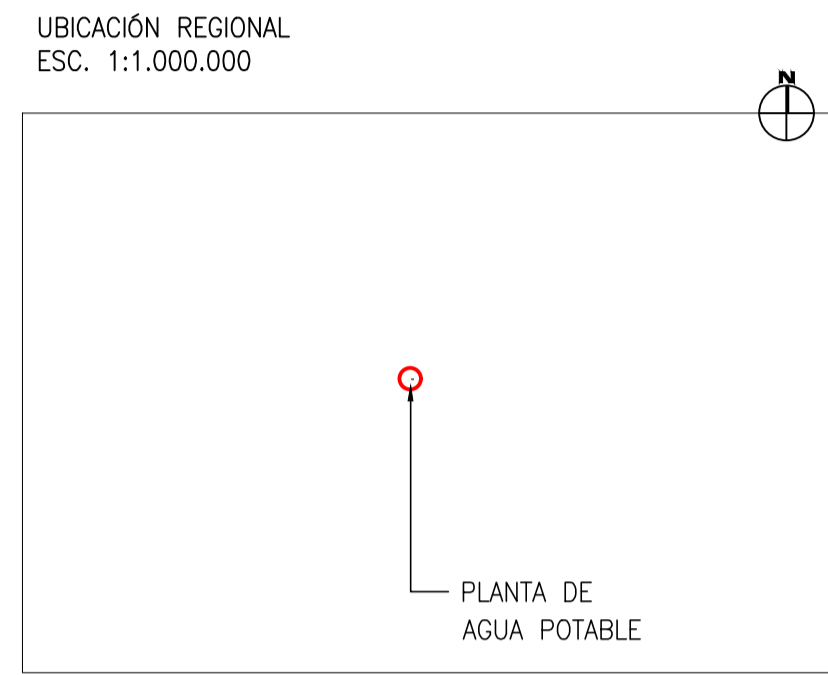 UBICACIÓN REGIONAL
ESC. 1:1.000.000
N
PLANTA DE
AGUA POTABLE